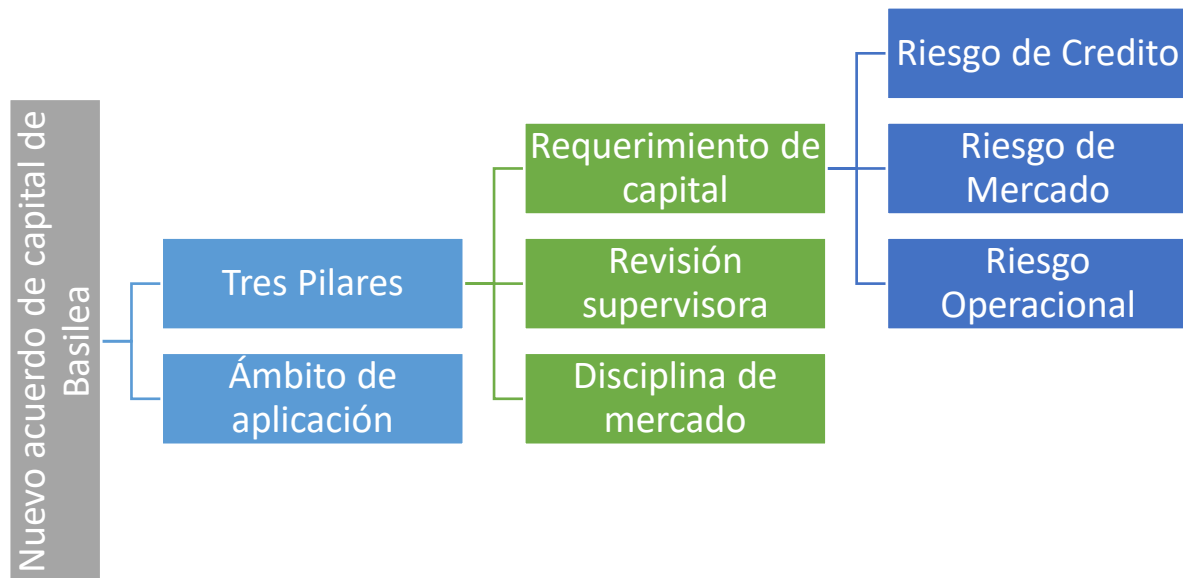 Nuevo acuerdo de capital de
Basilea
Tres Pilares
Ámbito de
aplicación
Requerimiento de
capital
Revisión
supervisora
Disciplina de
mercado
Riesgo de Credito
Riesgo de
Mercado
Riesgo
Operacional